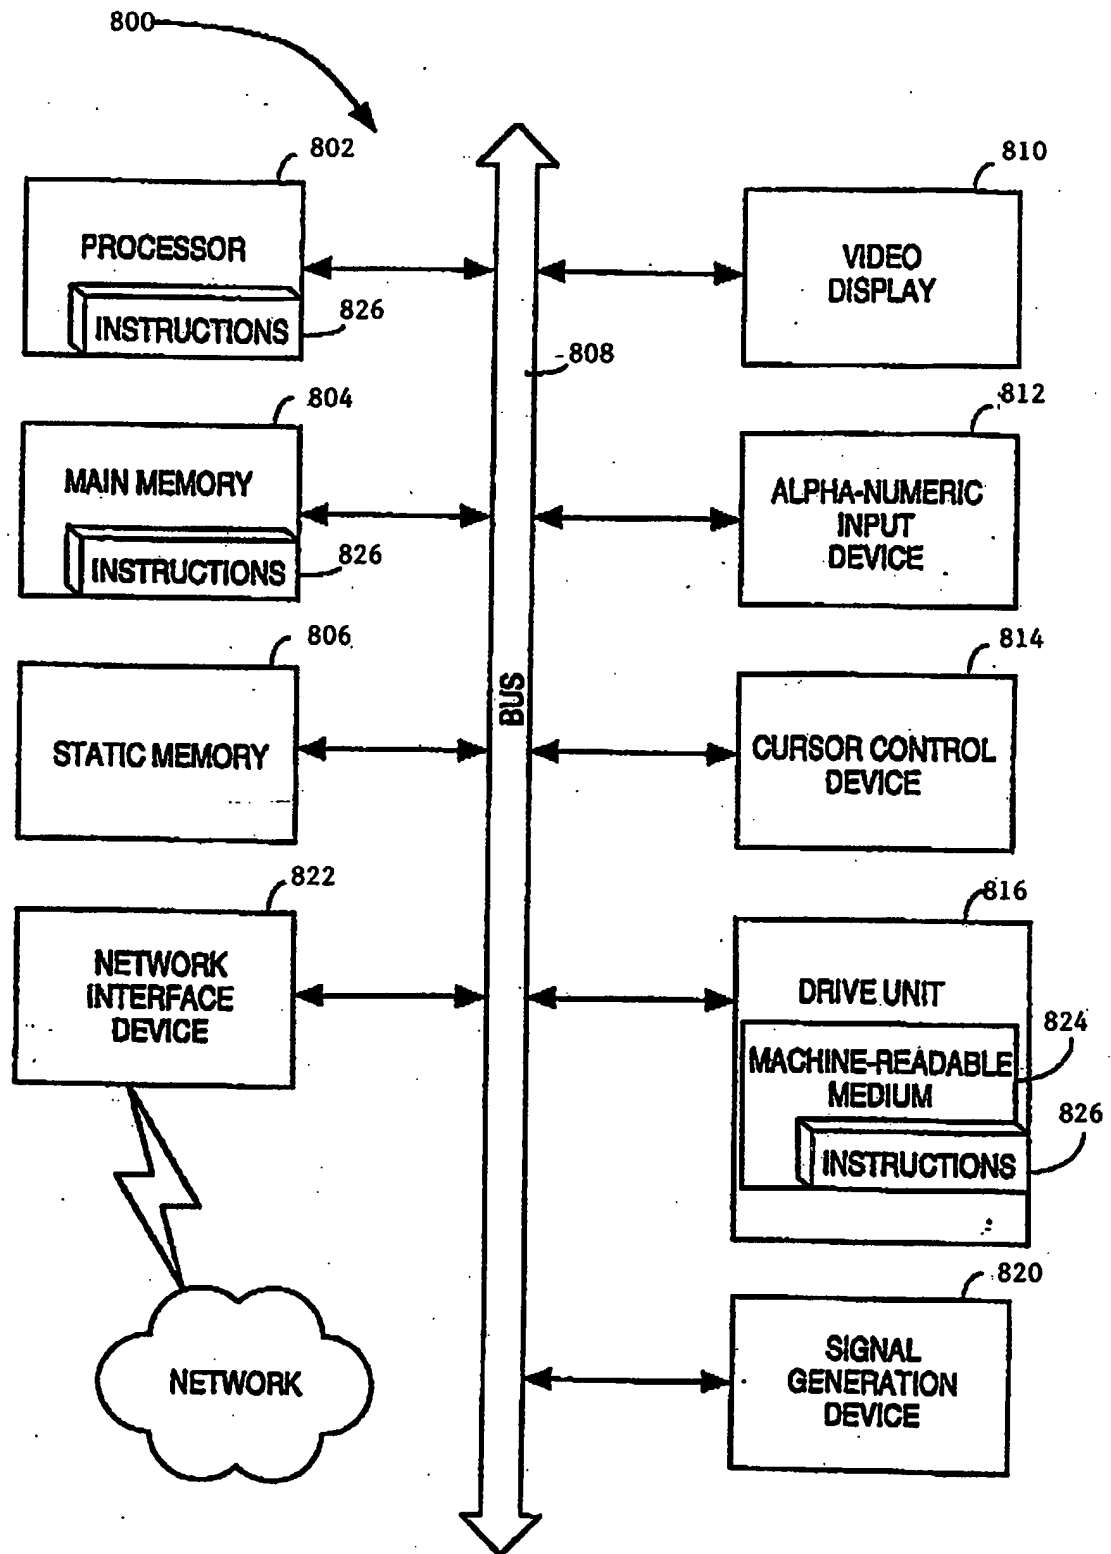 800
802
PROCESSOR
INSTRUCTIONS
826
804
MAIN MEMORY
INSTRUCTIONS
826
806
STATIC MEMORY
822
NETWORK
INTERFACE
DEVICE
NETWORK
808
BUS
810
VIDEO
DISPLAY
812
ALPHA-NUMERIC
INPUT
DEVICE
814
CURSOR CONTROL
DEVICE
816
DRIVE UNIT
824
MACHINE-READABLE
MEDIUM
826
INSTRUCTIONS
820
SIGNAL
GENERATION
DEVICE